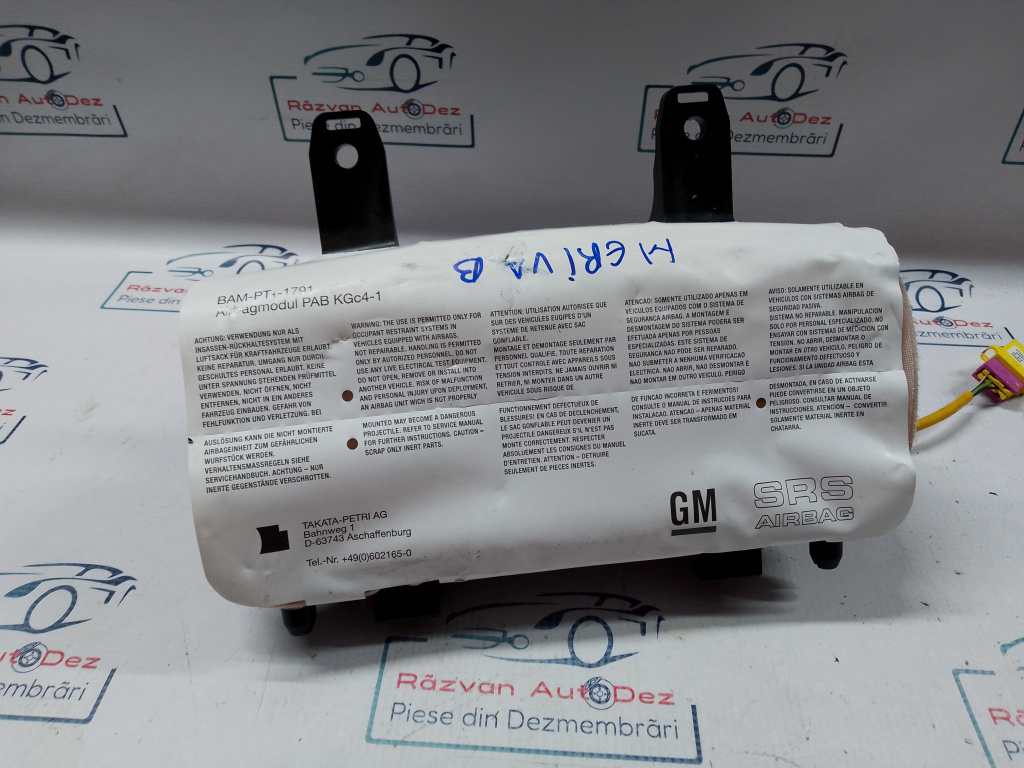 Răzvan AutoDez
Piese din Dezmembrări
Răzvan AutoDez
Piese din Dezmembrări
Răzvan AutoDez
Dezmembrări
MERIVA B
BAM-PT1-1791
Airbagmodul PAB KGc4-1
ACHTUNG: VERWENDUNG NUR ALS
INSASSEN-RÜCKHALTESYSTEM MIT
LUFTSACK FÜR KRAFTFAHRZEUGE ERLAUBT.
KEINE REPARATUR. UMGANG NUR DURCH
GESCHULTES PERSONAL ERLAUBT. KEINE
UNTER SPANNUNG STEHENDEN PRÜFMITTEL
VERWENDEN, NICHT ÖFFNEN, NICHT
ENTFERNEN, NICHT IN EIN ANDERES
FAHRZEUG EINBAUEN. GEFAHR VON
FEHLFUNKTION UND VERLETZUNG. BEI
AUSLÖSUNG KANN DIE NICHT MONTIERTE
AIRBAGEINHEIT ZUM GEFÄHRLICHEN
WURFSTÜCK WERDEN.
VERHALTENSMASSREGELN SIEHE
SERVICEHANDBUCH. ACHTUNG – NUR
INERTE GEGENSTÄNDE VERSCHROTTEN.
WARNING: THE USE IS PERMITTED ONLY FOR
OCCUPANT RESTRAINT SYSTEMS IN
VEHICLES EQUIPPED WITH AIRBAGS.
NOT REPAIRABLE. HANDLING IS PERMITTED
ONLY BY AUTHORIZED PERSONNEL. DO NOT
USE ANY LIVE ELECTRICAL TEST EQUIPMENT.
DO NOT OPEN, REMOVE OR INSTALL INTO
ANOTHER VEHICLE. RISK OF MALFUNCTION
AND PERSONAL INJURY UPON DEPLOYMENT,
AN AIRBAG UNIT WICH IS NOT PROPERLY
MOUNTED MAY BECOME A DANGEROUS
PROJECTILE. REFER TO SERVICE MANUAL
FOR FURTHER INSTRUCTIONS. CAUTION –
SCRAP ONLY INERT PARTS.
ATTENTION. UTILISATION AUTORISEE QUE
SUR DES VEHICULES EQUIPES D'UN
SYSTEME DE RETENUE AVEC SAC
GONFLABLE.
MONTAGE ET DEMONTAGE SEULEMENT PAR
PERSONNEL QUALIFIE. TOUTE REPARATION
ET TOUT CONTROLE AVEC APPAREILS SOUS
TENSION INTERDITS. NE JAMAIS OUVRIR NI
RETIRER, NI MONTER DANS UN AUTRE
VEHICULE SOUS RISQUE DE
FONCTIONNEMENT DEFECTUEUX DE
BLESSURES! EN CAS DE DECLENCHEMENT,
LE SAC GONFLABLE PEUT DEVENIR UN
PROJECTILE DANGEREUX S'IL N'EST PAS
MONTE CORRECTEMENT. RESPECTER
ABSOLUEMENT LES CONSIGNES DU MANUEL
D'ENTRETIEN. ATTENTION – DETRUIRE
SEULEMENT DE PIECES INERTES.
ATENCAO: SOMENTE UTILIZADO APENAS EM
VEÍCULOS EQUIPADOS COM O SISTEMA DE
SEGURANCA AIRBAG. A MONTAGEM E
DESMONTAGEM DO SISTEMA PODERA SER
EFETUADA APENAS POR PESSOAS
ESPECIALIZADAS. ESTE SISTEMA DE
SEGURANCA NAO PODE SER REPARADO.
NAO SUBMETER A NENHUMA VERIFICACAO
ELECTRICA. NAO ABRIR, NAO DESMONTAR E
NAO MONTAR EM OUTRO VEICULO. PERIGO
DE FUNCAO INCORRETA E FERIMENTOS!
CONSULTE O MANUAL DE INSTRUCOES PARA
UTILIZACAO. ATENCAO – APENAS MATERIAL
INERTE DEVE SER TRANSFORMADO EM
SUCATA.
AVISO: SOLAMENTE UTILIZABLE EN
VEHICULOS CON SISTEMAS AIRBAG DE
SEGURIDAD PASIVA.
SISTEMA NO REPARABLE. MANIPULACION
SOLO POR PERSONAL ESPECIALIZADO. NO
ENSAYAR CON SISTEMAS DE MEDICION CON
TENSION. NO ABRIR, DESMONTAR O
MONTAR EN OTRO VEHICULO. PELIGRO DE
FUNCIONAMIENTO DEFECTUOSO Y
LESIONES. SI LA UNIDAD AIRBAG ESTA
DESMONTADA, EN CASO DE ACTIVARSE
PUEDE CONVERTIRSE EN UN OBJETO
PELIGROSO. CONSULTAR MANUAL DE
INSTRUCCIONES. ATENCION – CONVERTIR
SOLAMENTE MATERIAL INERTE EN
CHATARRA.
TAKATA-PETRI AG
Bahnweg 1
D-63743 Aschaffenburg
Tel.-Nr. +49(0)602165-0
GM
SRS
AIRBAG
Răzvan AutoDez
Piese din Dezmembrări